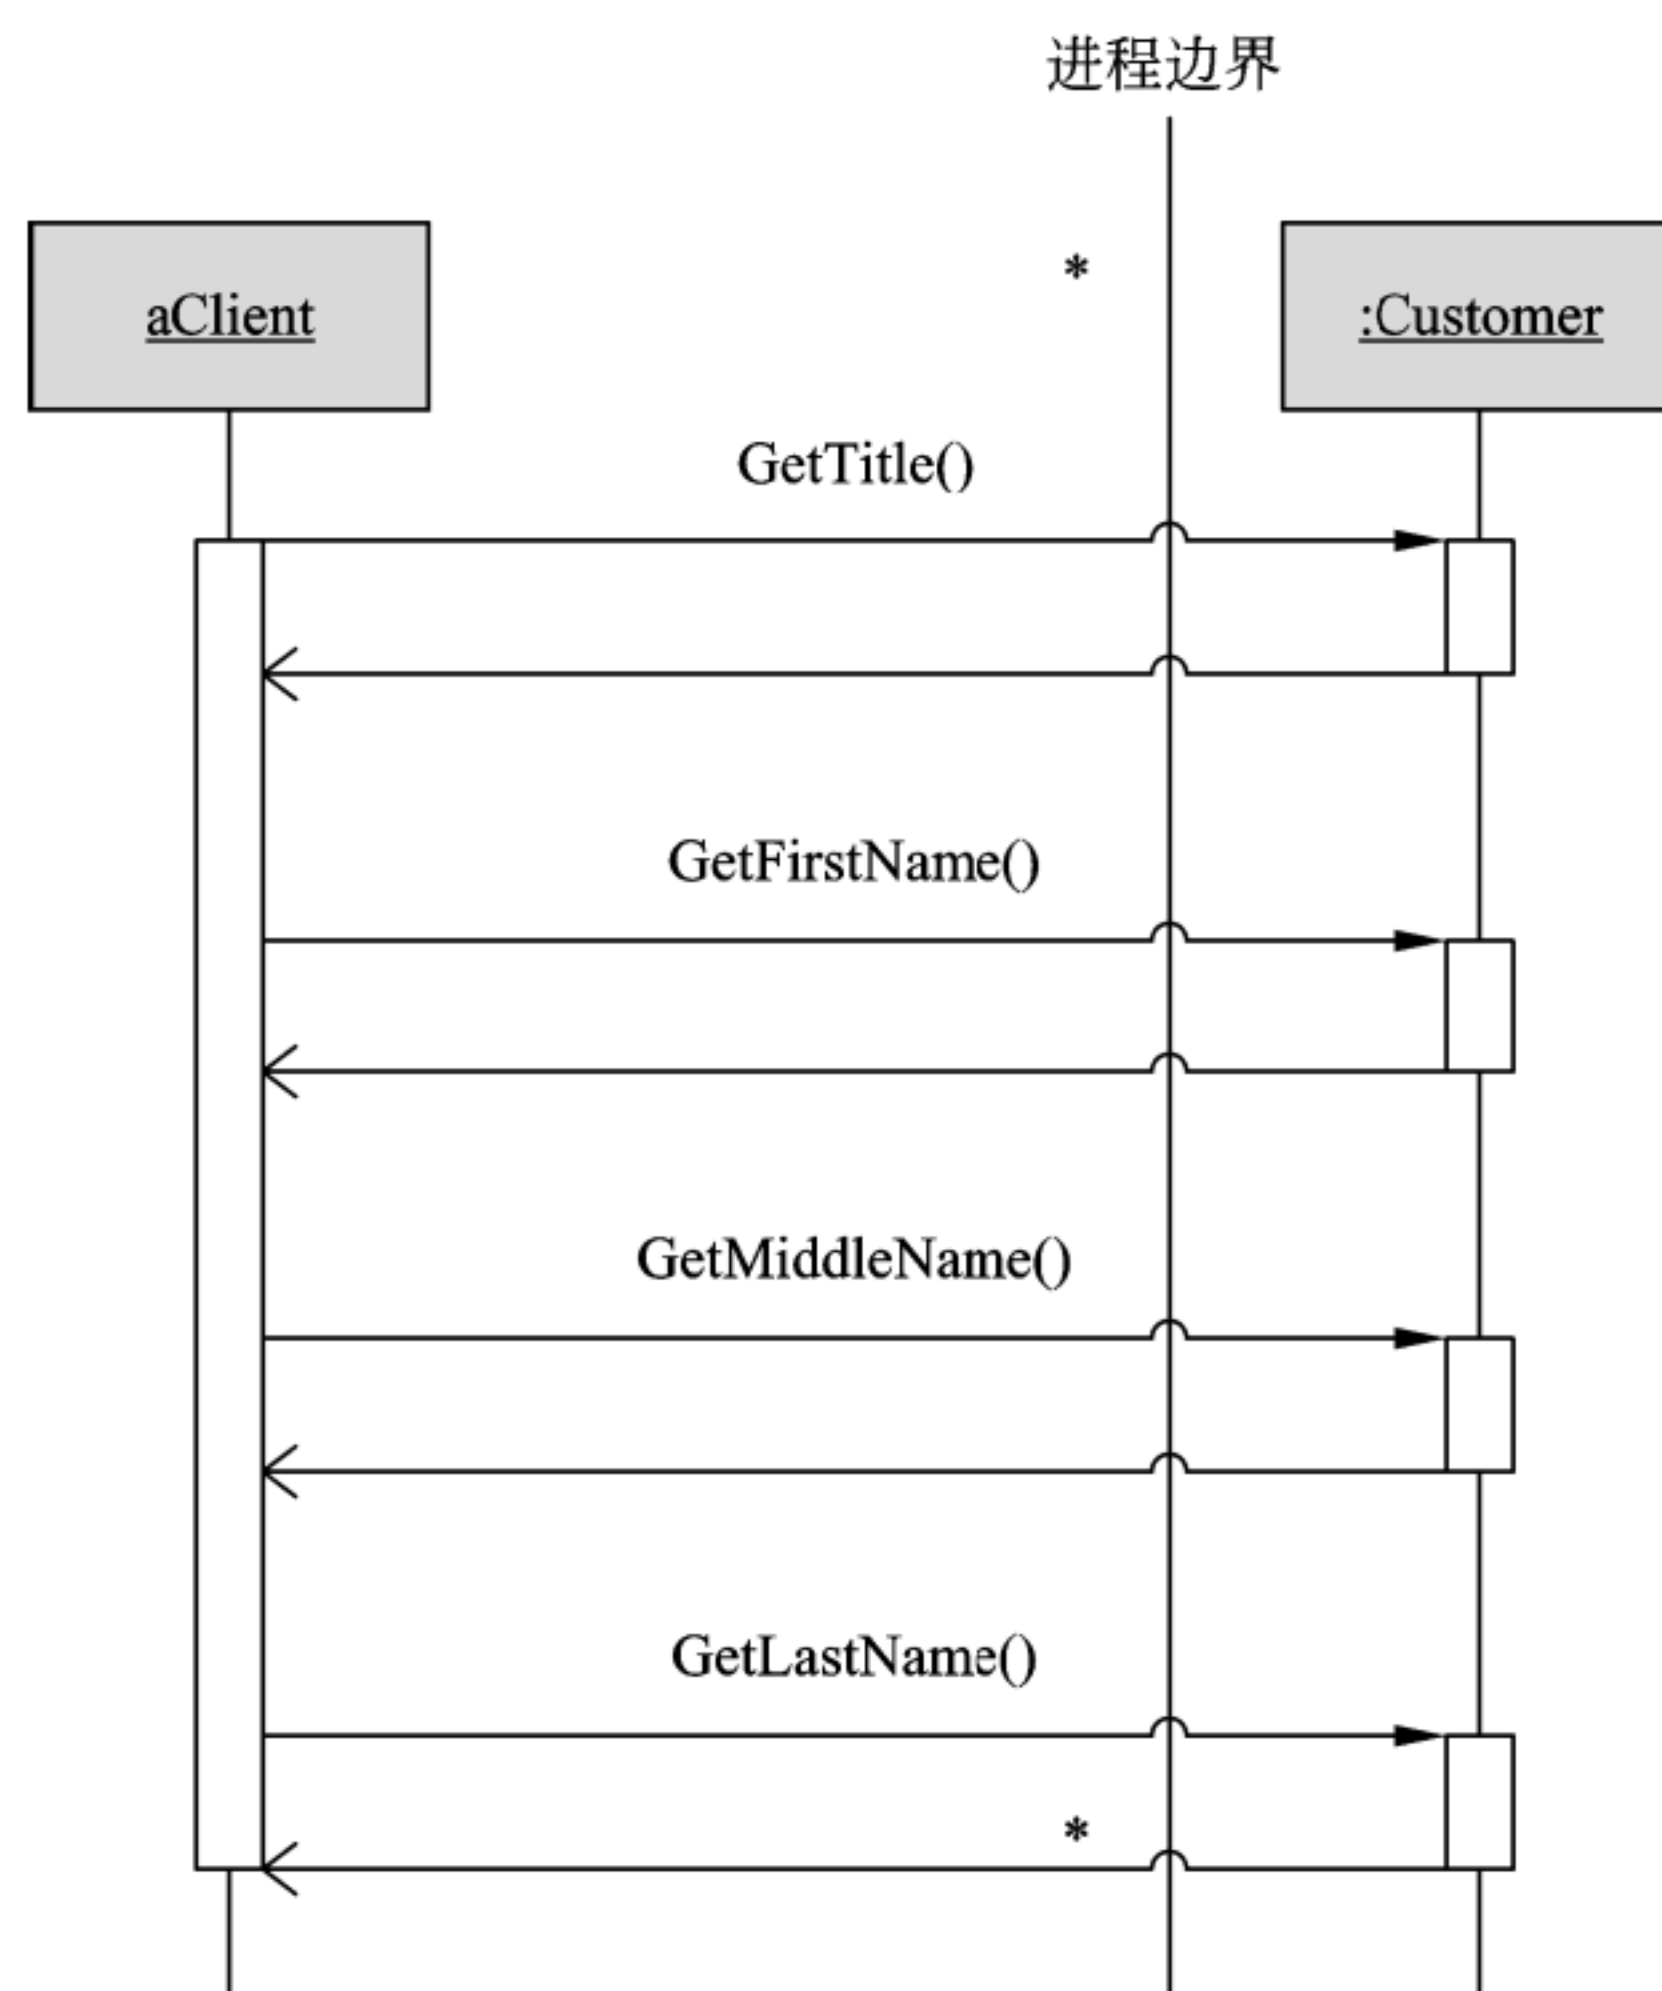 进程边界
*
aClient
:Customer
GetTitle()
GetFirstName()
GetMiddleName()
GetLastName()
*